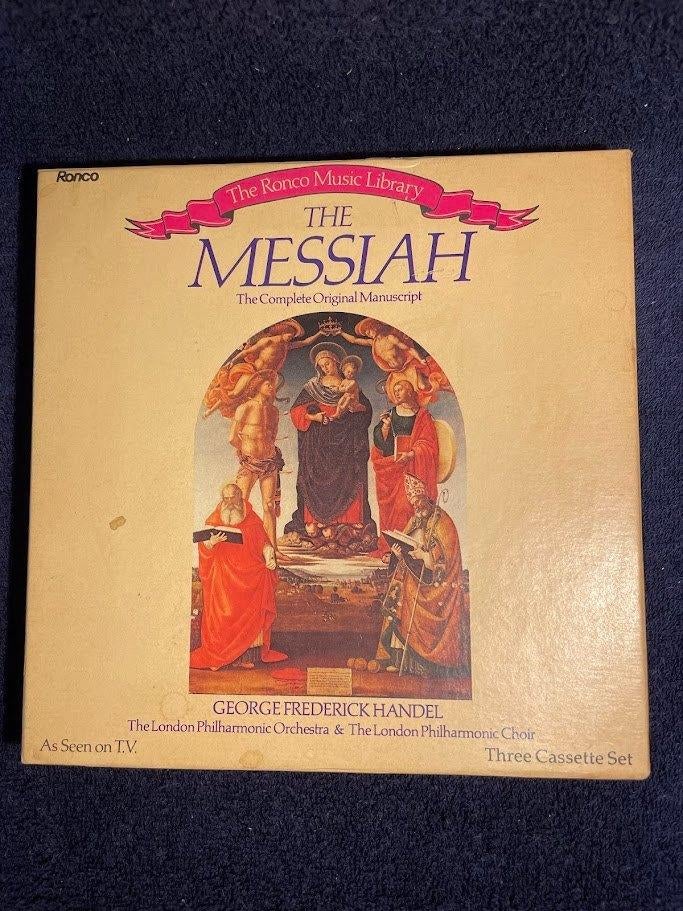 Ronco
The Ronco Music Library
THE
MESSIAH
The Complete Original Manuscript
GEORGE FREDERICK HANDEL
The London Philharmonic Orchestra & The London Philharmonic Choir
As Seen on T.V.
Three Cassette Set